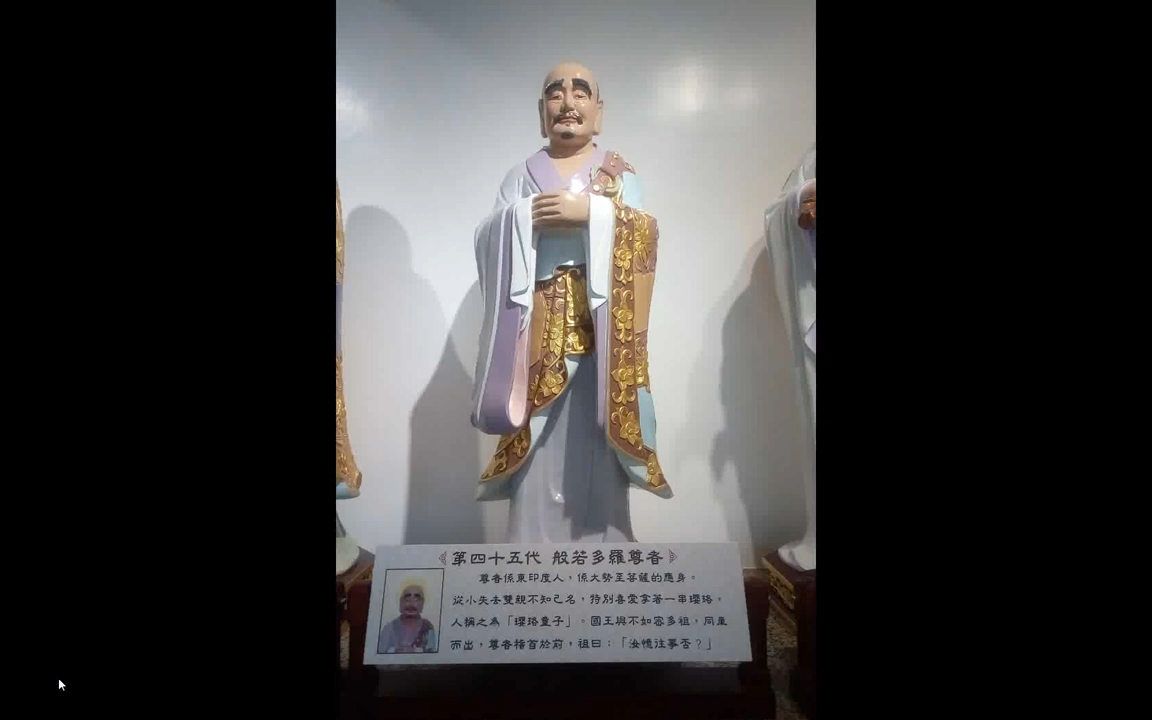 第四十五代 般若多羅尊者
尊者係東印度人，係大勢至菩薩的應身。
從小失去雙親不知已名，特別喜愛拿著一串瓔珞，
人稱之為「瓔珞童子」。國王與不如密多祖，同車
而出，尊者稽首於前，祖曰：「汝憶往事否？」